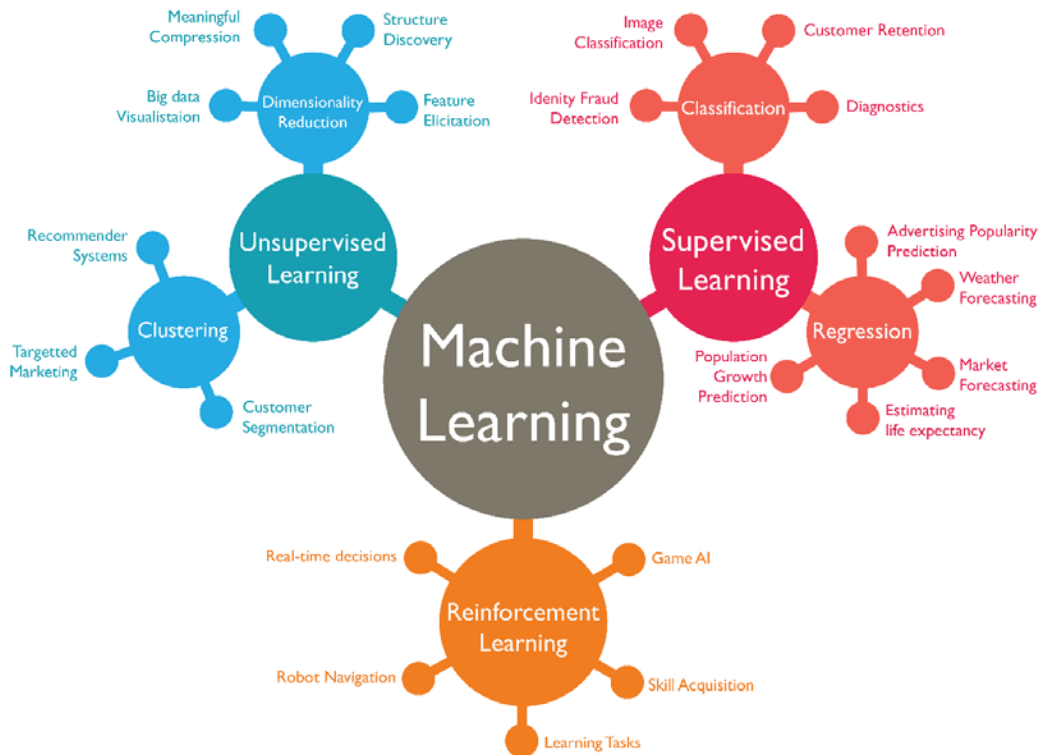 Meaningful
Compression
Structure
Discovery
Big data
Visualistaion
Dimensionality
Reduction
Feature
Elicitation
Image
Classification
Customer Retention
Idenity Fraud
Detection
Classification
Diagnostics
Unsupervised
Learning
Recommender
Systems
Clustering
Targetted
Marketing
Customer
Segmentation
Machine
Learning
Supervised
Learning
Advertising Popularity
Prediction
Weather
Forecasting
Regression
Population
Growth
Prediction
Market
Forecasting
Estimating
life expectancy
Real-time decisions
Game AI
Reinforcement
Learning
Robot Navigation
Skill Acquisition
Learning Tasks